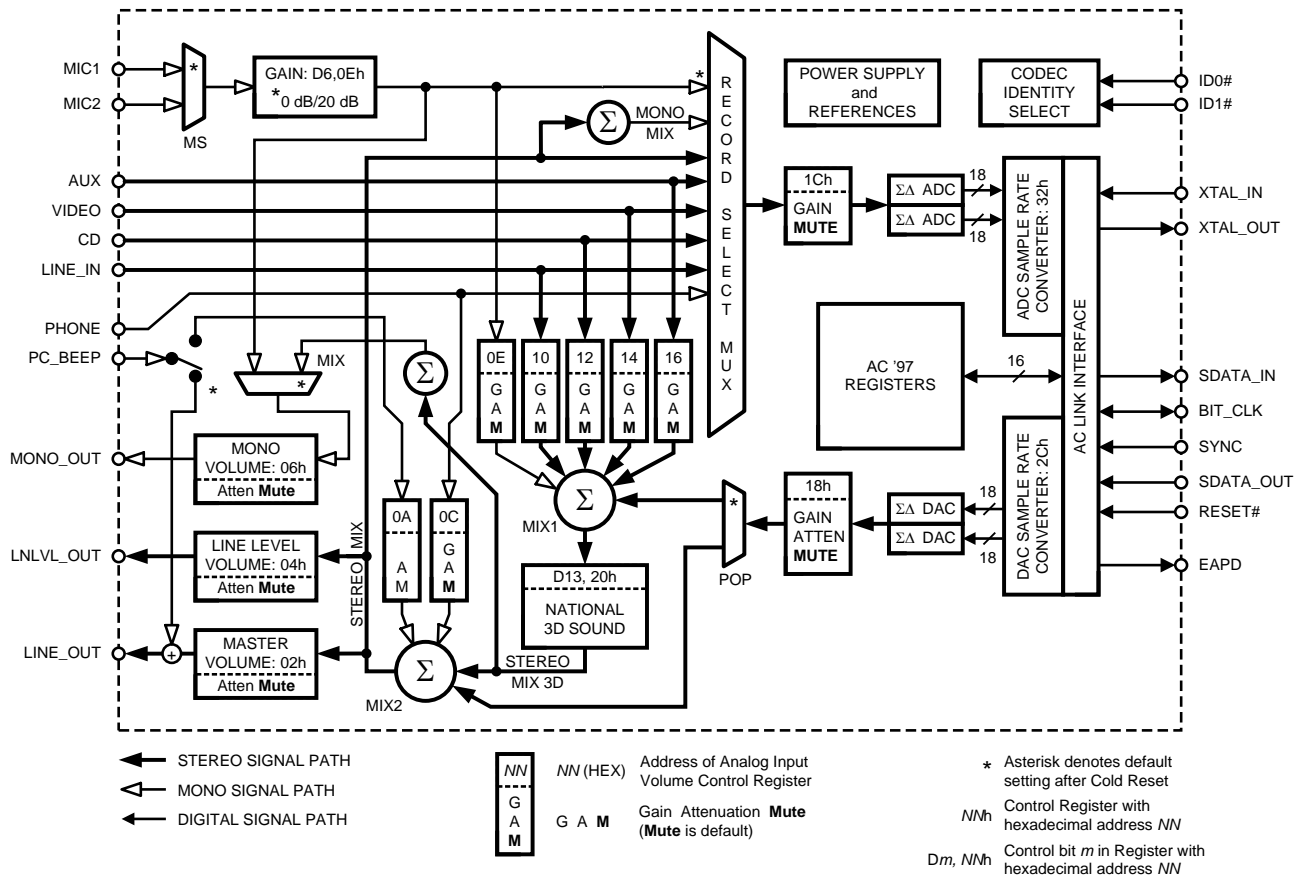 MIC1
MIC2
*
MS
GAIN: D6,0Eh
*0 dB/20 dB
*
Σ
MONO
MIX
RECORD SELECT MUX
POWER SUPPLY
and
REFERENCES
CODEC
IDENTITY
SELECT
ID0#
ID1#
AUX
VIDEO
CD
LINE_IN
PHONE
PC_BEEP
1Ch
GAIN
MUTE
ΣΔ ADC
ΣΔ ADC
18
18
ADC SAMPLE RATE
CONVERTER: 32h
AC LINK INTERFACE
XTAL_IN
XTAL_OUT
*
*
MIX
Σ
0E
G
A
M
10
G
A
M
12
G
A
M
14
G
A
M
16
G
A
M
AC '97
REGISTERS
16
SDATA_IN
BIT_CLK
SYNC
SDATA_OUT
RESET#
EAPD
MONO_OUT
MONO
VOLUME: 06h
Atten Mute
LNLVL_OUT
LINE LEVEL
VOLUME: 04h
Atten Mute
LINE_OUT
+
MASTER
VOLUME: 02h
Atten Mute
STEREO MIX
0A
A
M
0C
G
A
M
Σ
MIX1
Σ
MIX2
D13, 20h
NATIONAL
3D SOUND
STEREO
MIX 3D
*
POP
18h
GAIN
ATTEN
MUTE
ΣΔ DAC
ΣΔ DAC
18
18
DAC SAMPLE RATE
CONVERTER: 2Ch
STEREO SIGNAL PATH
MONO SIGNAL PATH
DIGITAL SIGNAL PATH
NN
G
A
M
NN (HEX)
Address of Analog Input
Volume Control Register
G A M
Gain Attenuation Mute
(Mute is default)
* Asterisk denotes default
setting after Cold Reset
NNh Control Register with
hexadecimal address NN
Dm, NNh Control bit m in Register with
hexadecimal address NN